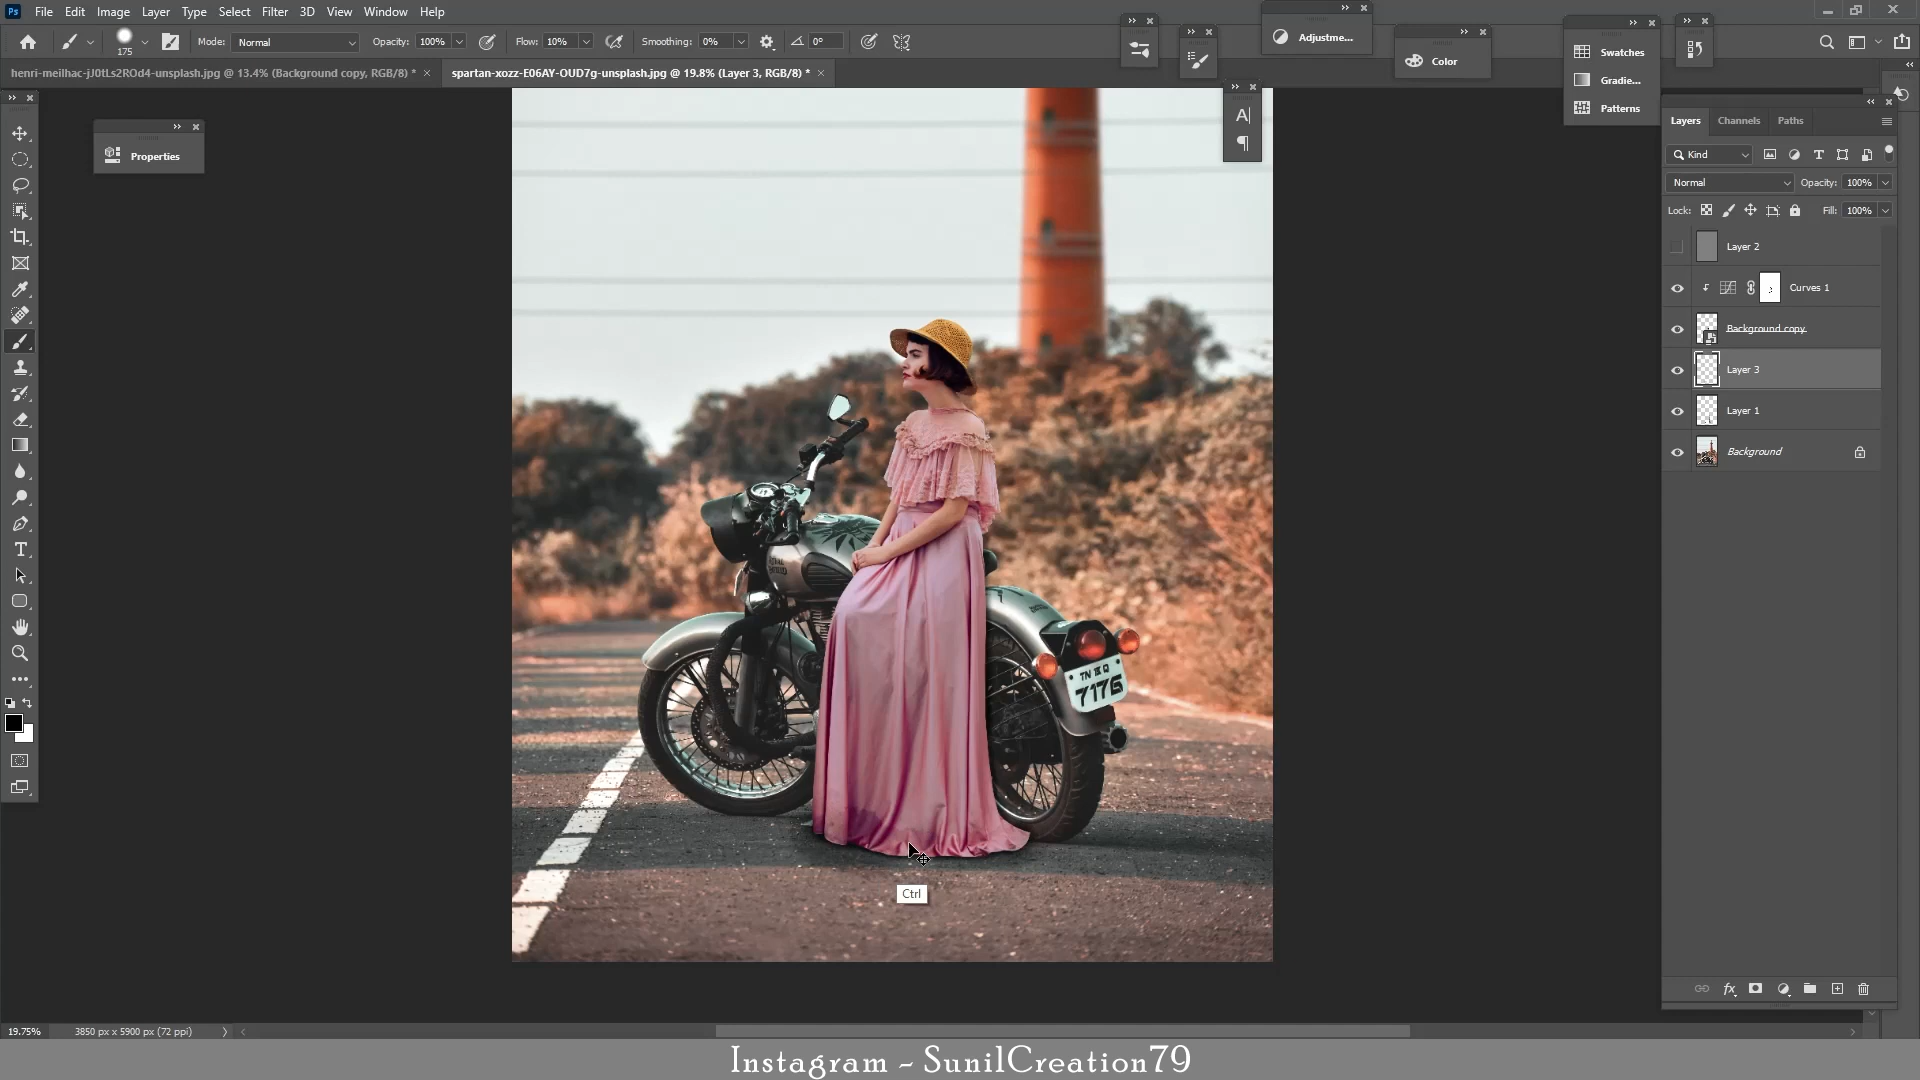 Ps File Edit Image Layer Type Select Filter 3D View Window Help
175 Mode: Normal Opacity: 100% Flow: 10% Smoothing: 0% 0°
Adjustme...
Color
Swatches
Gradie...
Patterns
henri-meilhac-jJ0tLs2ROd4-unsplash.jpg @ 13.4% (Background copy, RGB/8) * ×
spartan-xozz-E06AY-OUD7g-unsplash.jpg @ 19.8% (Layer 3, RGB/8) * ×
A
¶
Properties
Layers Channels Paths
Kind
Normal Opacity: 100%
Lock: Fill: 100%
Layer 2
Curves 1
Background copy
Layer 3
Layer 1
Background
7176
Ctrl
fx
19.75% 3850 px x 5900 px (72 ppi)
Instagram - SunilCreation79